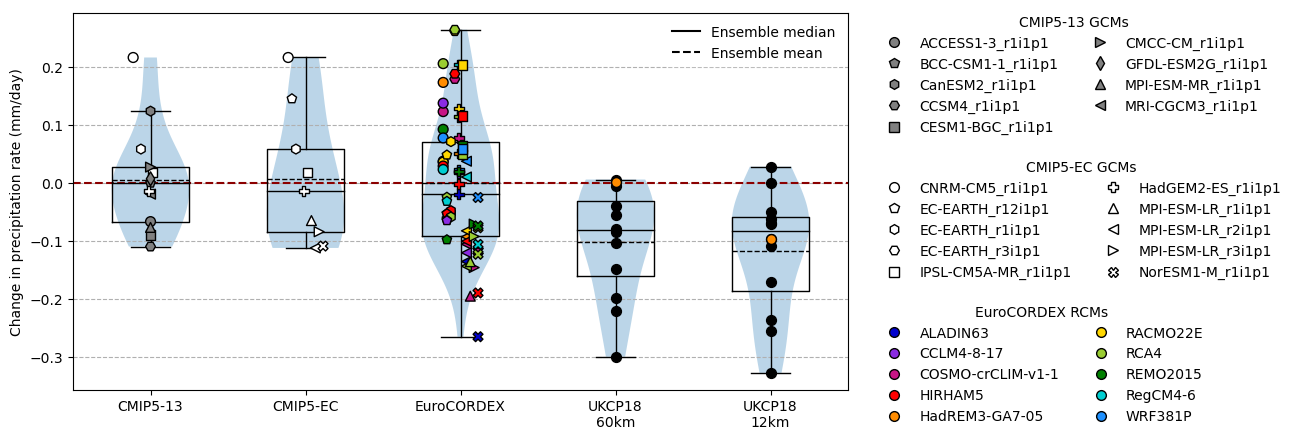 Change in precipitation rate (mm/day)
0.2
0.1
0.0
−0.1
−0.2
−0.3
Ensemble median
Ensemble mean
CMIP5-13
CMIP5-EC
EuroCORDEX
UKCP18
60km
UKCP18
12km
CMIP5-13 GCMs
ACCESS1-3_r1i1p1
BCC-CSM1-1_r1i1p1
CanESM2_r1i1p1
CCSM4_r1i1p1
CESM1-BGC_r1i1p1
CMCC-CM_r1i1p1
GFDL-ESM2G_r1i1p1
MPI-ESM-MR_r1i1p1
MRI-CGCM3_r1i1p1
CMIP5-EC GCMs
CNRM-CM5_r1i1p1
EC-EARTH_r12i1p1
EC-EARTH_r1i1p1
EC-EARTH_r3i1p1
IPSL-CM5A-MR_r1i1p1
HadGEM2-ES_r1i1p1
MPI-ESM-LR_r1i1p1
MPI-ESM-LR_r2i1p1
MPI-ESM-LR_r3i1p1
NorESM1-M_r1i1p1
EuroCORDEX RCMs
ALADIN63
CCLM4-8-17
COSMO-crCLIM-v1-1
HIRHAM5
HadREM3-GA7-05
RACMO22E
RCA4
REMO2015
RegCM4-6
WRF381P